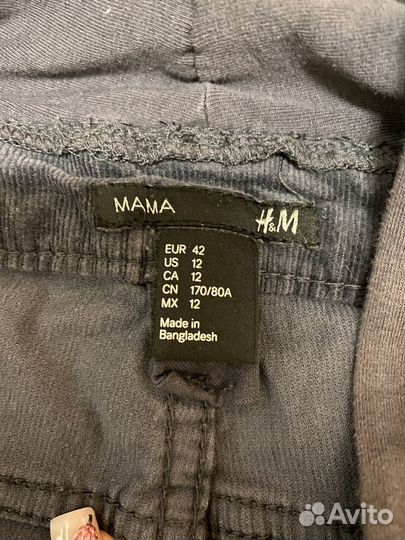 MAMA
H&M
EUR 42
US 12
CA 12
CN 170/80A
MX 12
Made in
Bangladesh
Avito